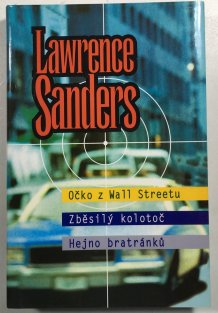 Lawrence
Sanders
Očko z Wall Streetu
Zběsilý kolotoč
Hejno bratránků